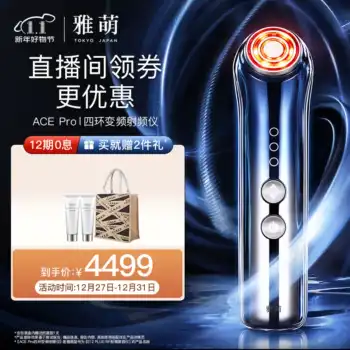 1.1
新年好物节
雅萌
TOKYO JAPAN
直播间领券
更优惠
ACE Pro|四环变频射频仪
12期0息
买就赠2件礼
到手价:
¥4499
活动时间:12月27日-12月31日